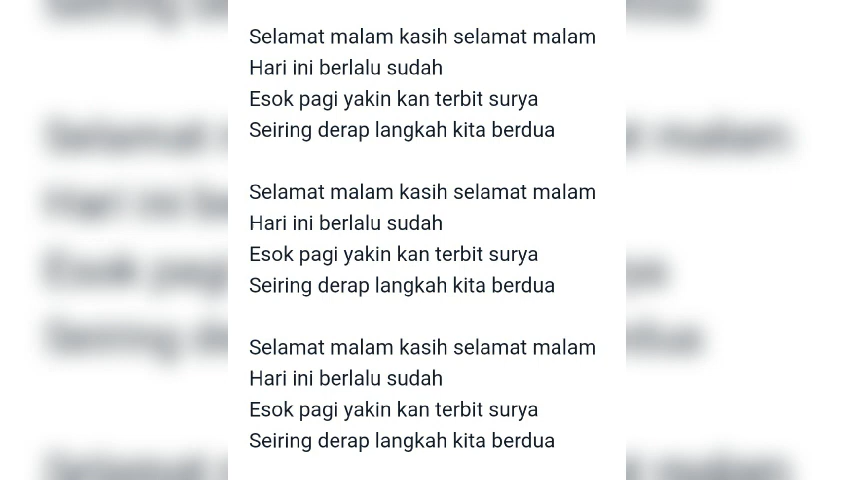 Selamat malam kasih selamat malam
Hari ini berlalu sudah
Esok pagi yakin kan terbit surya
Seiring derap langkah kita berdua
Selamat malam kasih selamat malam
Hari ini berlalu sudah
Esok pagi yakin kan terbit surya
Seiring derap langkah kita berdua
Selamat malam kasih selamat malam
Hari ini berlalu sudah
Esok pagi yakin kan terbit surya
Seiring derap langkah kita berdua